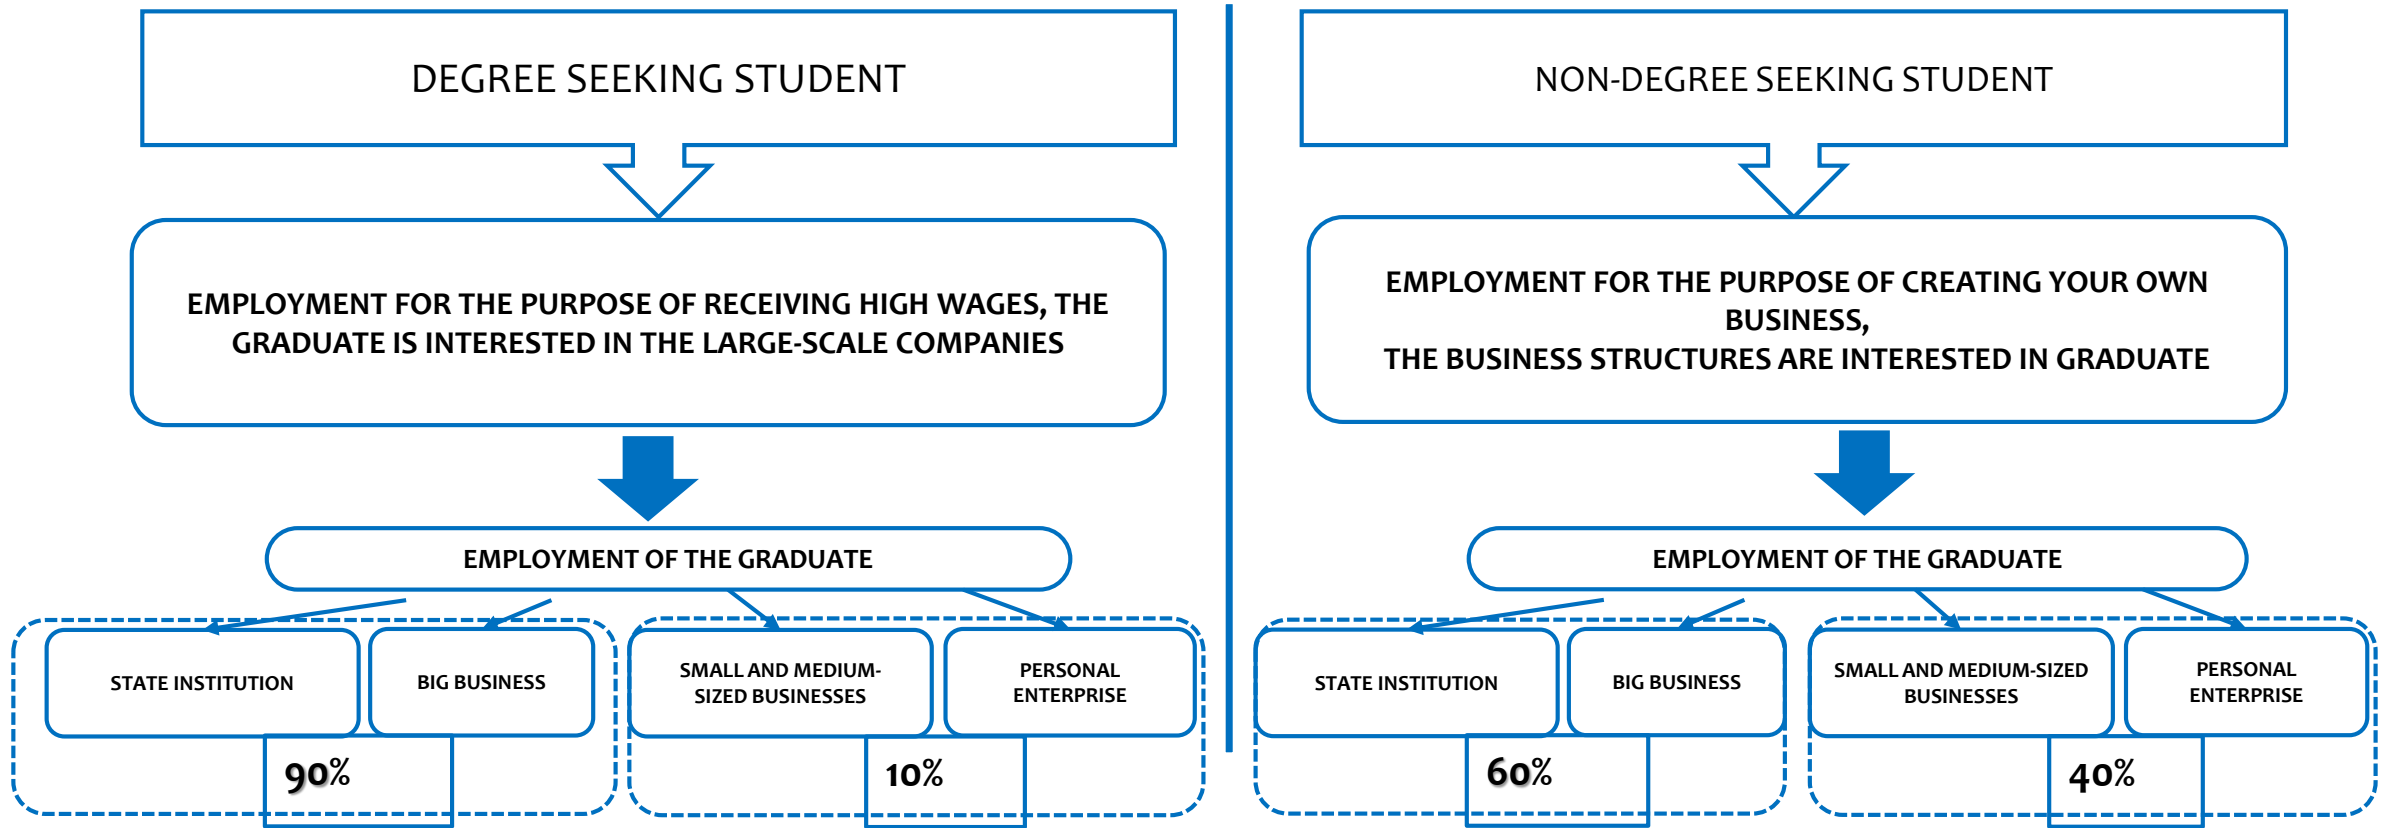 DEGREE SEEKING STUDENT
EMPLOYMENT FOR THE PURPOSE OF RECEIVING HIGH WAGES, THE
GRADUATE IS INTERESTED IN THE LARGE-SCALE COMPANIES
EMPLOYMENT OF THE GRADUATE
STATE INSTITUTION
BIG BUSINESS
SMALL AND MEDIUM-
SIZED BUSINESSES
PERSONAL
ENTERPRISE
90%
10%
NON-DEGREE SEEKING STUDENT
EMPLOYMENT FOR THE PURPOSE OF CREATING YOUR OWN
BUSINESS,
THE BUSINESS STRUCTURES ARE INTERESTED IN GRADUATE
EMPLOYMENT OF THE GRADUATE
STATE INSTITUTION
BIG BUSINESS
SMALL AND MEDIUM-SIZED
BUSINESSES
PERSONAL
ENTERPRISE
60%
40%